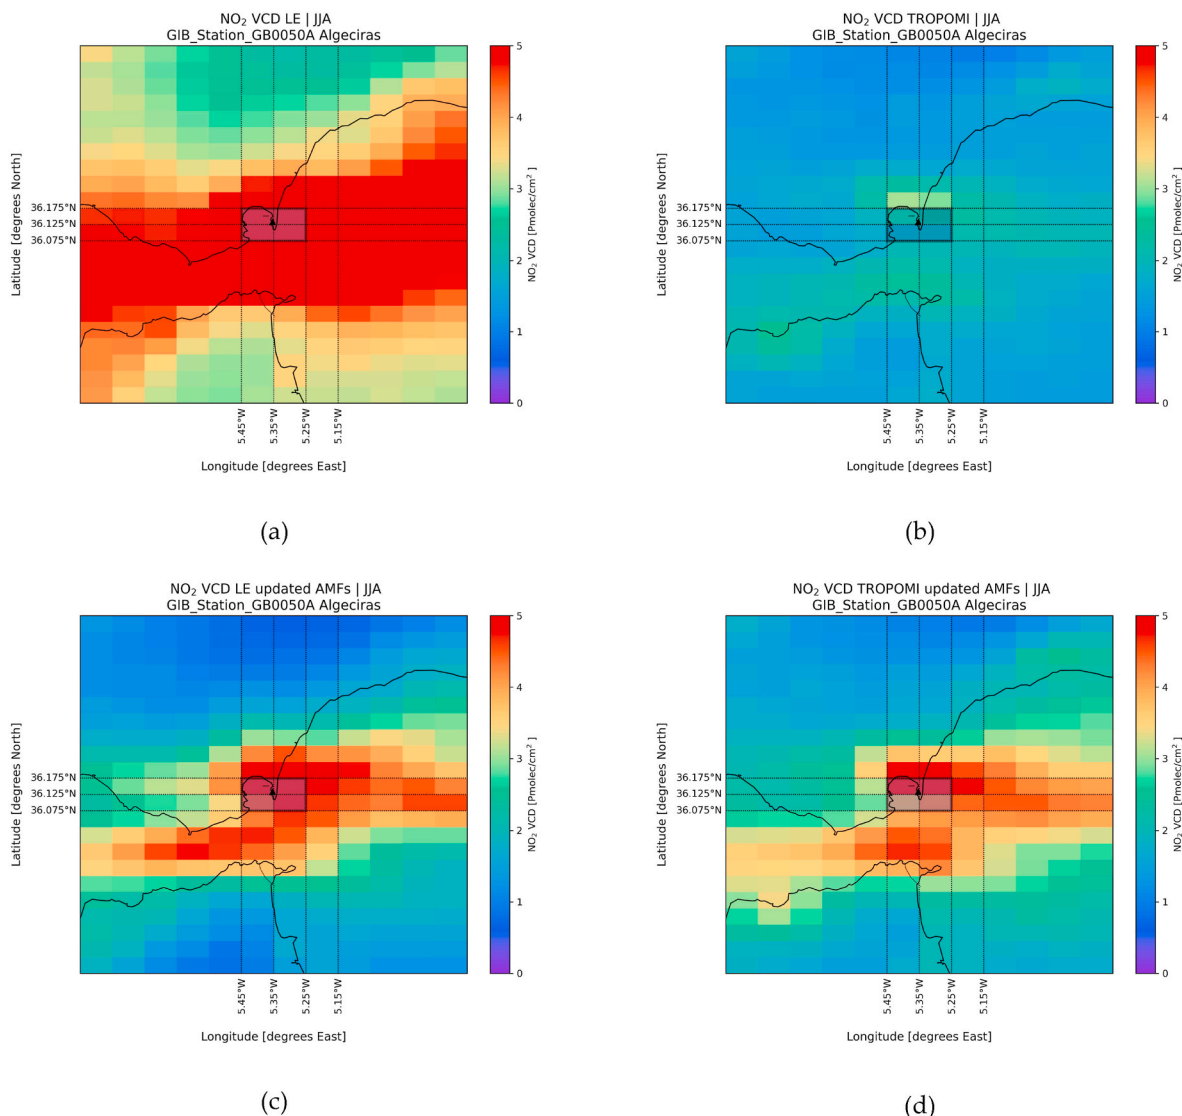 NO₂ VCD LE | JJA
GIB_Station_GB0050A Algeciras
5
4
3
2
1
0
NO₂ VCD [Pmolec/cm²]
36.175°N
36.125°N
36.075°N
Latitude [degrees North]
5.45°W
5.35°W
5.25°W
5.15°W
Longitude [degrees East]
(a)
NO₂ VCD TROPOMI | JJA
GIB_Station_GB0050A Algeciras
5
4
3
2
1
0
NO₂ VCD [Pmolec/cm²]
36.175°N
36.125°N
36.075°N
Latitude [degrees North]
5.45°W
5.35°W
5.25°W
5.15°W
Longitude [degrees East]
(b)
NO₂ VCD LE updated AMFs | JJA
GIB_Station_GB0050A Algeciras
5
4
3
2
1
0
NO₂ VCD [Pmolec/cm²]
36.175°N
36.125°N
36.075°N
Latitude [degrees North]
5.45°W
5.35°W
5.25°W
5.15°W
Longitude [degrees East]
(c)
NO₂ VCD TROPOMI updated AMFs | JJA
GIB_Station_GB0050A Algeciras
5
4
3
2
1
0
NO₂ VCD [Pmolec/cm²]
36.175°N
36.125°N
36.075°N
Latitude [degrees North]
5.45°W
5.35°W
5.25°W
5.15°W
Longitude [degrees East]
(d)